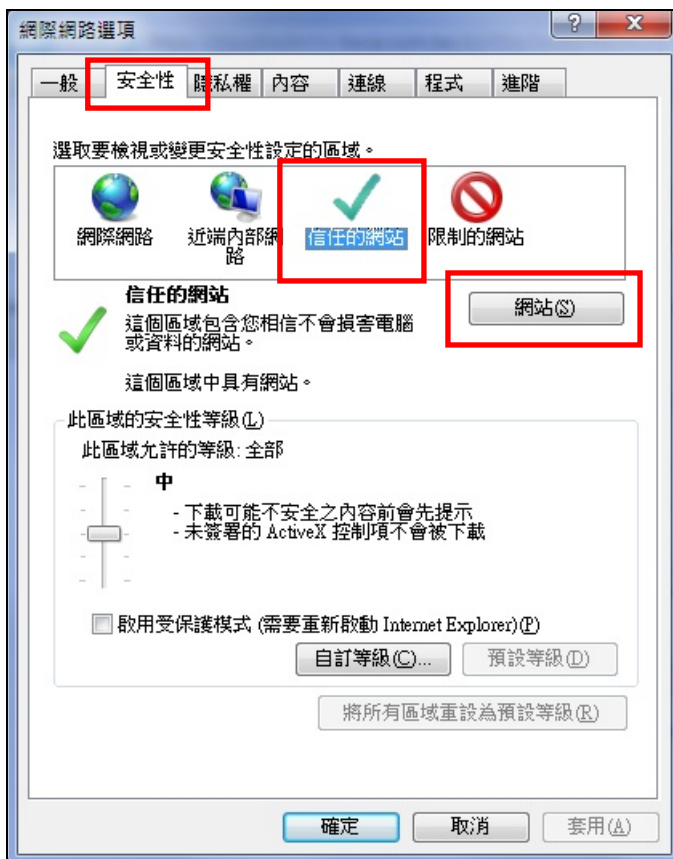 網際網路選項
一般 安全性 隱私權 內容 連線 程式 進階
選取要檢視或變更安全性設定的區域。
網際網路 近端內部網路 信任的網站 限制的網站
信任的網站
網站(S)
這個區域包含您相信不會損害電腦
或資料的網站。
這個區域中具有網站。
此區域的安全性等級(L)
此區域允許的等級: 全部
中
- 下載可能不安全之內容前會先提示
- 未簽署的 ActiveX 控制項不會被下載
啟用受保護模式 (需要重新啟動 Internet Explorer)(P)
自訂等級(C)... 預設等級(D)
將所有區域重設為預設等級(R)
確定 取消 套用(A)